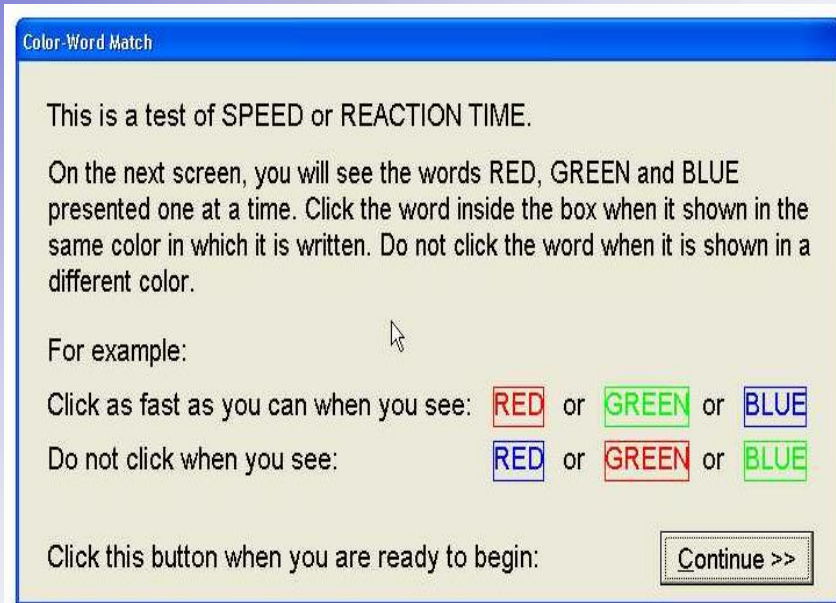 Color-Word Match
This is a test of SPEED or REACTION TIME.
On the next screen, you will see the words RED, GREEN and BLUE
presented one at a time. Click the word inside the box when it shown in the
same color in which it is written. Do not click the word when it is shown in a
different color.
For example:
Click as fast as you can when you see: RED or GREEN or BLUE
Do not click when you see: RED or GREEN or BLUE
Click this button when you are ready to begin: Continue >>